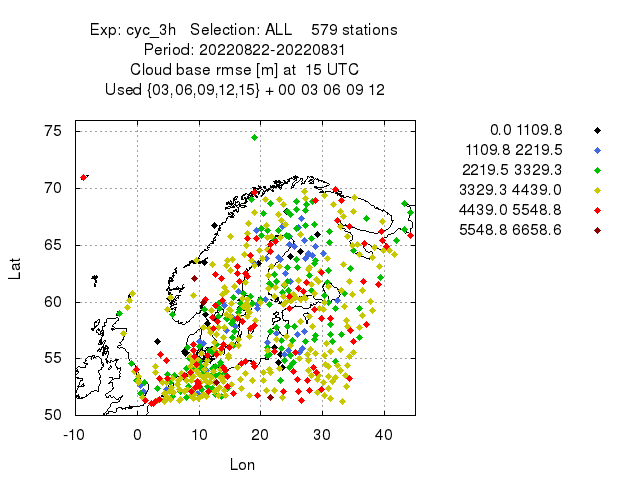 Exp: cyc_3h   Selection: ALL    579 stations
Period: 20220822-20220831
Cloud base rmse [m] at  15 UTC
Used {03,06,09,12,15} + 00 03 06 09 12
0.0 1109.8
1109.8 2219.5
2219.5 3329.3
3329.3 4439.0
4439.0 5548.8
5548.8 6658.6
75
70
65
60
55
50
Lat
-10 0 10 20 30 40
Lon